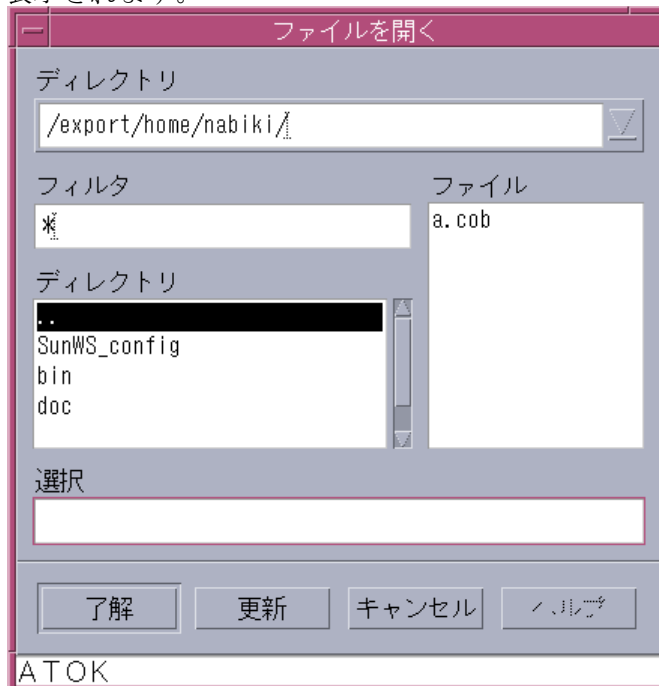 表示されます。
ファイルを開く
ディレクトリ
/export/home/nabiki/
フィルタ
*
ファイル
a.cob
ディレクトリ
..
SunWS_config
bin
doc
選択
了解
更新
キャンセル
ヘルプ
ATOK